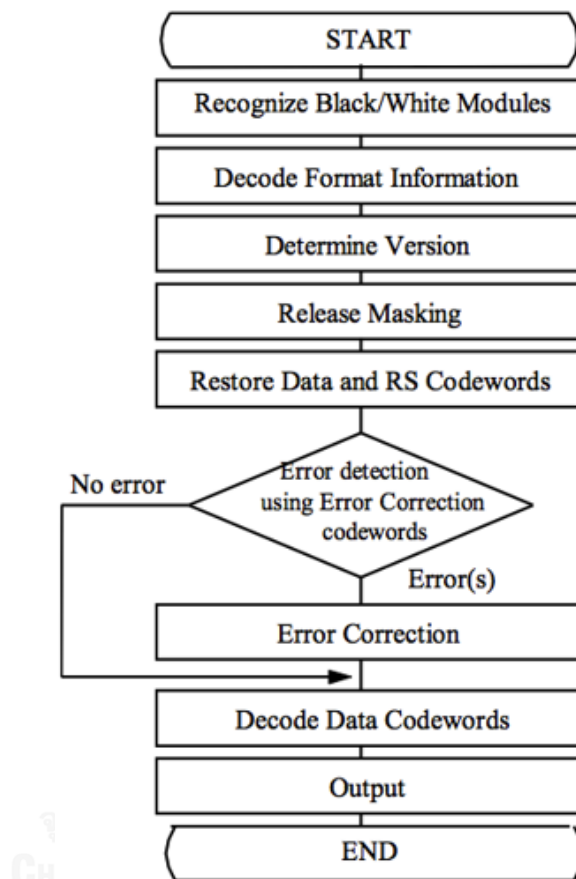 START
Recognize Black/White Modules
Decode Format Information
Determine Version
Release Masking
Restore Data and RS Codewords
No error
Error detection
using Error Correction
codewords
Error(s)
Error Correction
Decode Data Codewords
Output
END